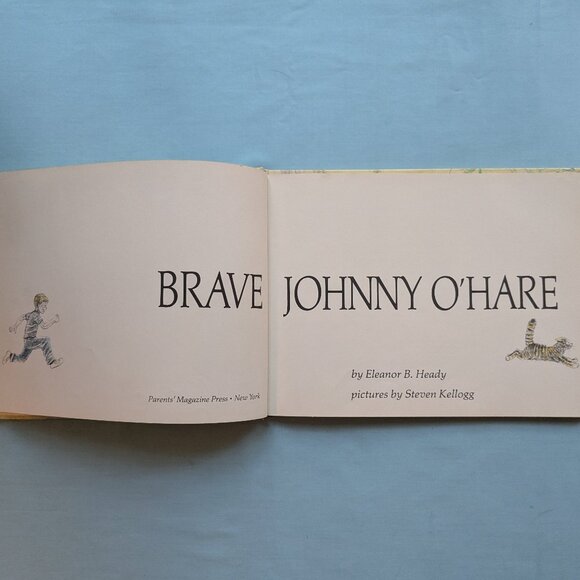 BRAVE JOHNNY O'HARE
by Eleanor B. Heady
pictures by Steven Kellogg
Parents' Magazine Press • New York